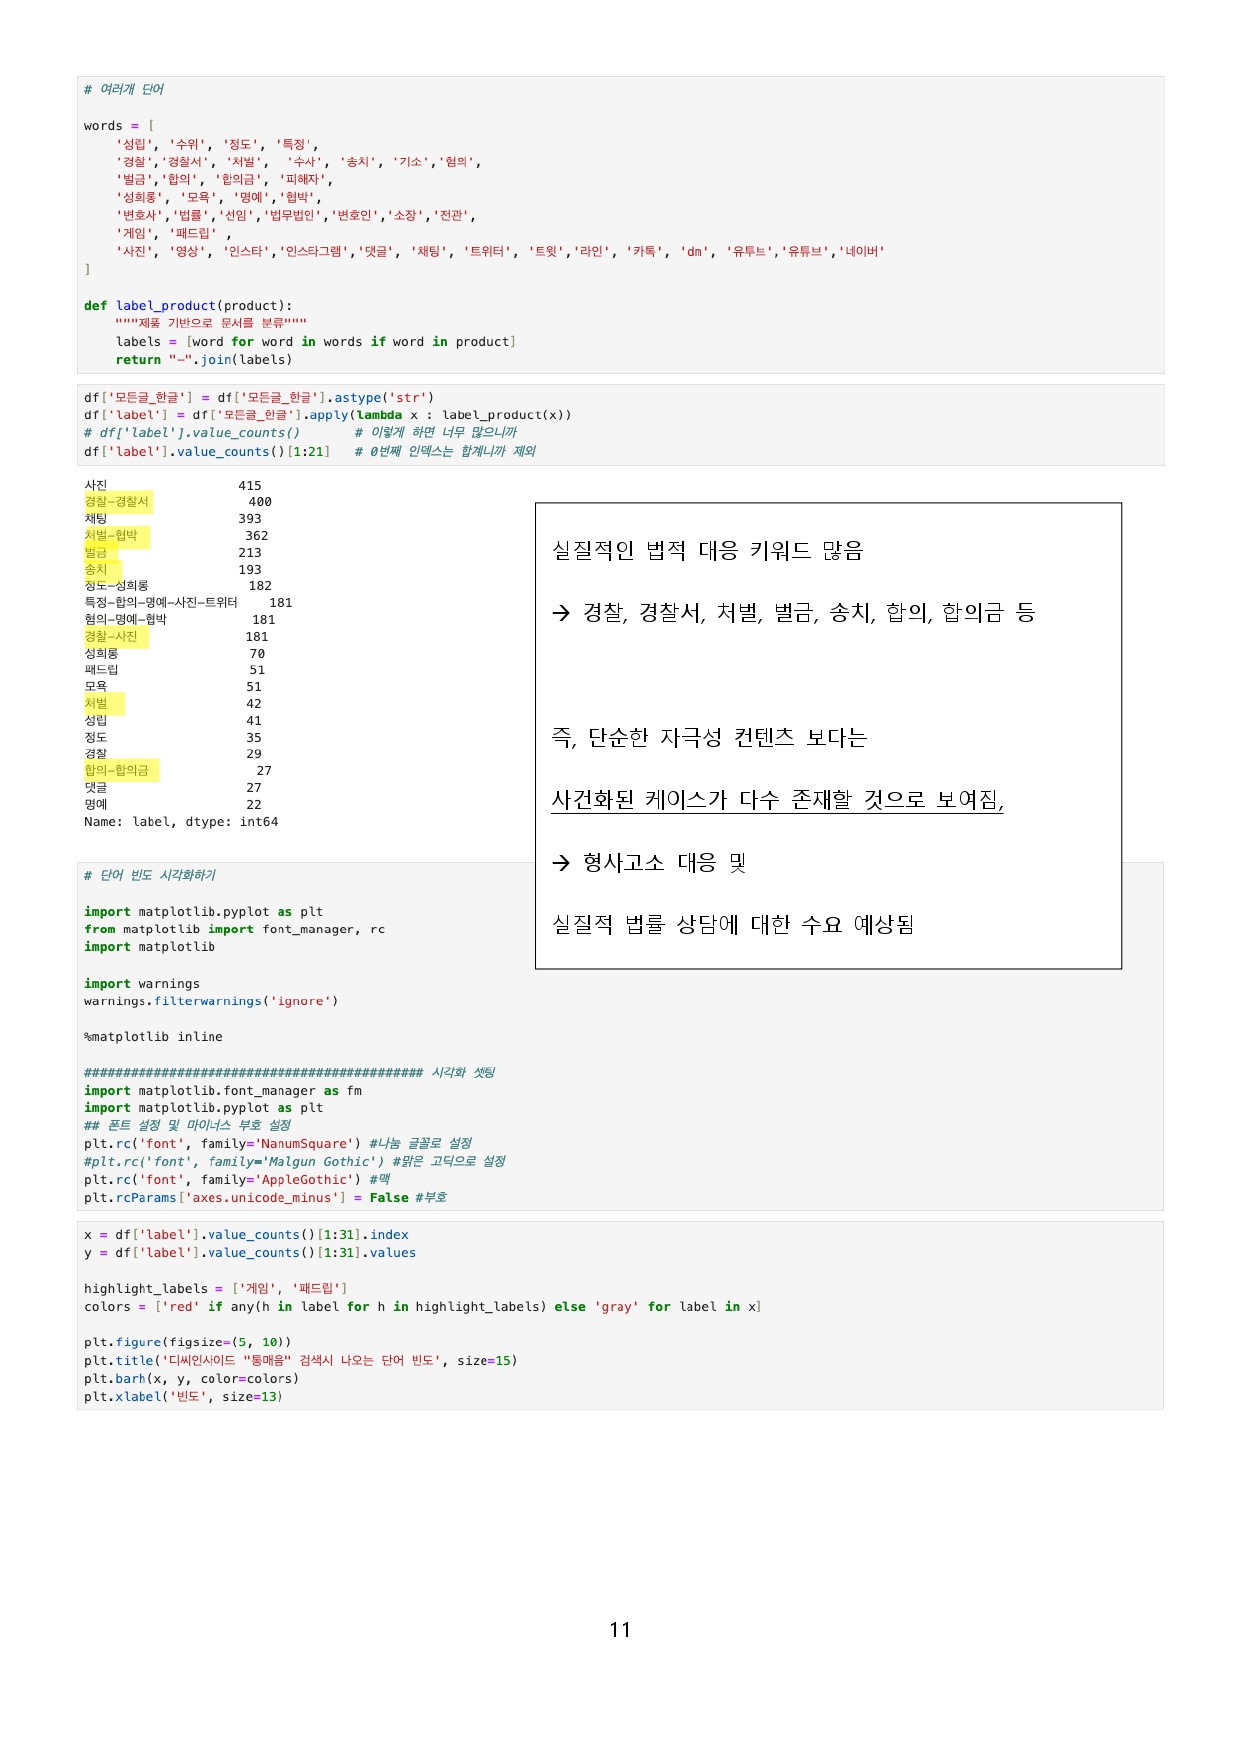 # 여러개 단어
words = [
'성립', '수위', '정도', '특정',
'경찰','경찰서', '처벌', '수사', '송치', '기소','혐의',
'벌금','합의', '합의금', '피해자',
'성희롱', '모욕', '명예','협박',
'변호사','법률','선임','법무법인','변호인','소장','전관',
'게임', '패드립' ,
'사진', '영상', '인스타','인스타그램','댓글', '채팅', '트위터', '트윗','라인', '카톡', 'dm', '유투브','유튜브','네이버'
]
def label_product(product):
"""제품 기반으로 문서를 분류"""
labels = [word for word in words if word in product]
return "-".join(labels)
df['모든글_한글'] = df['모든글_한글'].astype('str')
df['label'] = df['모든글_한글'].apply(lambda x : label_product(x))
# df['label'].value_counts() # 이렇게 하면 너무 많으니까
df['label'].value_counts()[1:21] # 0번째 인덱스는 합계니까 제외
사진 415
경찰-경찰서 400
채팅 393
처벌-협박 362
벌금 213
송치 193
정도-성희롱 182
특정-합의-명예-사진-트위터 181
혐의-명예-협박 181
경찰-사진 181
성희롱 70
패드립 51
모욕 51
처벌 42
성립 41
정도 35
경찰 29
합의-합의금 27
댓글 27
명예 22
Name: label, dtype: int64
실질적인 법적 대응 키워드 많음
→ 경찰, 경찰서, 처벌, 벌금, 송치, 합의, 합의금 등
즉, 단순한 자극성 컨텐츠 보다는
사건화된 케이스가 다수 존재할 것으로 보여짐,
→ 형사고소 대응 및
실질적 법률 상담에 대한 수요 예상됨
# 단어 빈도 시각화하기
import matplotlib.pyplot as plt
from matplotlib import font_manager, rc
import matplotlib
import warnings
warnings.filterwarnings('ignore')
%matplotlib inline
########################################### 시각화 셋팅
import matplotlib.font_manager as fm
import matplotlib.pyplot as plt
## 폰트 설정 및 마이너스 부호 설정
plt.rc('font', family='NanumSquare') #나눔 글꼴로 설정
#plt.rc('font', family='Malgun Gothic') #맑은 고딕으로 설정
plt.rc('font', family='AppleGothic') #맥
plt.rcParams['axes.unicode_minus'] = False #부호
x = df['label'].value_counts()[1:31].index
y = df['label'].value_counts()[1:31].values
highlight_labels = ['게임', '패드립']
colors = ['red' if any(h in label for h in highlight_labels) else 'gray' for label in x]
plt.figure(figsize=(5, 10))
plt.title('디씨인사이드 "통매음" 검색시 나오는 단어 빈도', size=15)
plt.barh(x, y, color=colors)
plt.xlabel('빈도', size=13)
11